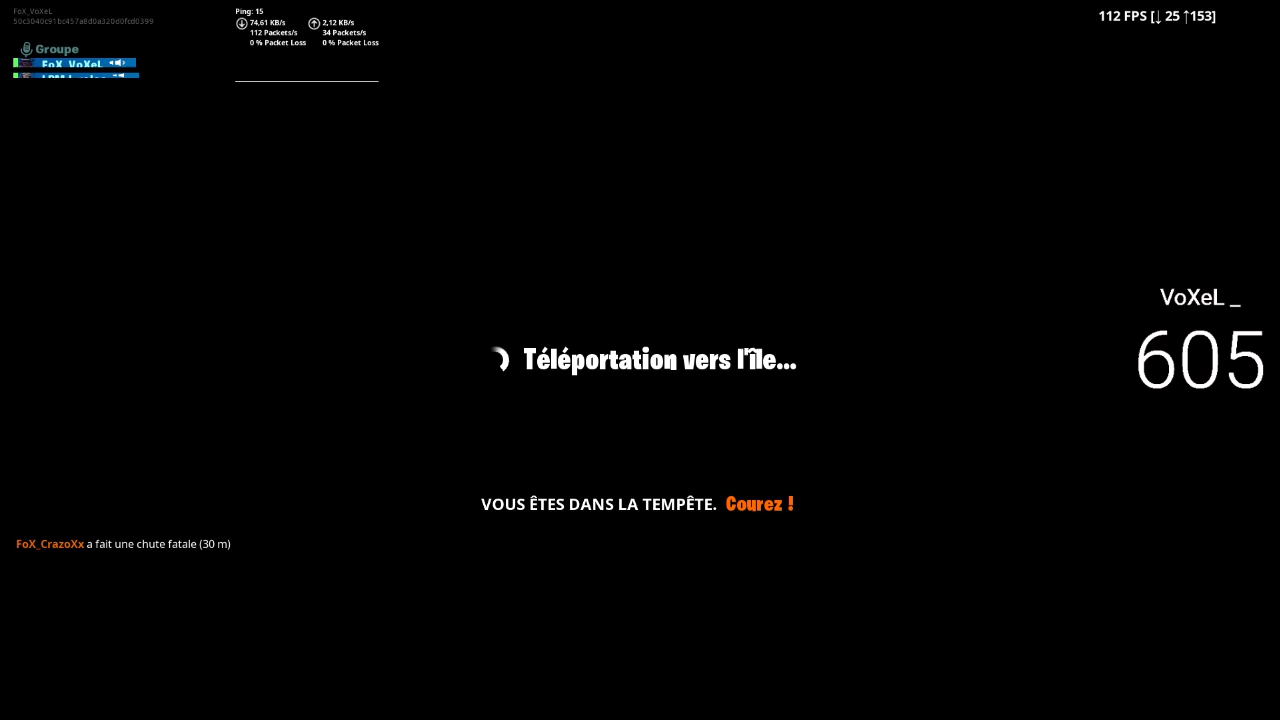 FoX_VoXeL
50c3040c91bc457a8d0a320d0fcd0399
Ping: 15
74,61 KB/s
2,12 KB/s
112 Packets/s
34 Packets/s
0 % Packet Loss
0 % Packet Loss
112 FPS [↓ 25 ↑153]
Groupe
FoX_VoXeL
VoXeL _
605
Téléportation vers l'île...
VOUS ÊTES DANS LA TEMPÊTE. Courez !
FoX_CrazoXx a fait une chute fatale (30 m)